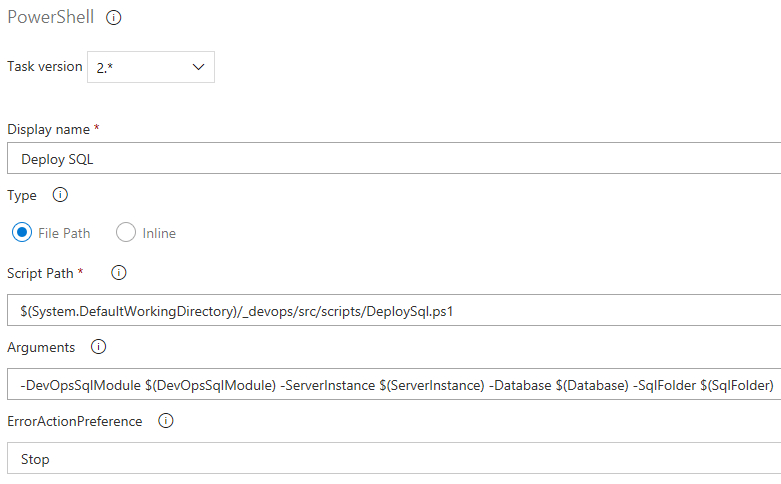 PowerShell
Task version 2.*
Display name *
Deploy SQL
Type
File Path Inline
Script Path *
$(System.DefaultWorkingDirectory)/_devops/src/scripts/DeploySql.ps1
Arguments
-DevOpsSqlModule $(DevOpsSqlModule) -ServerInstance $(ServerInstance) -Database $(Database) -SqlFolder $(SqlFolder)
ErrorActionPreference
Stop